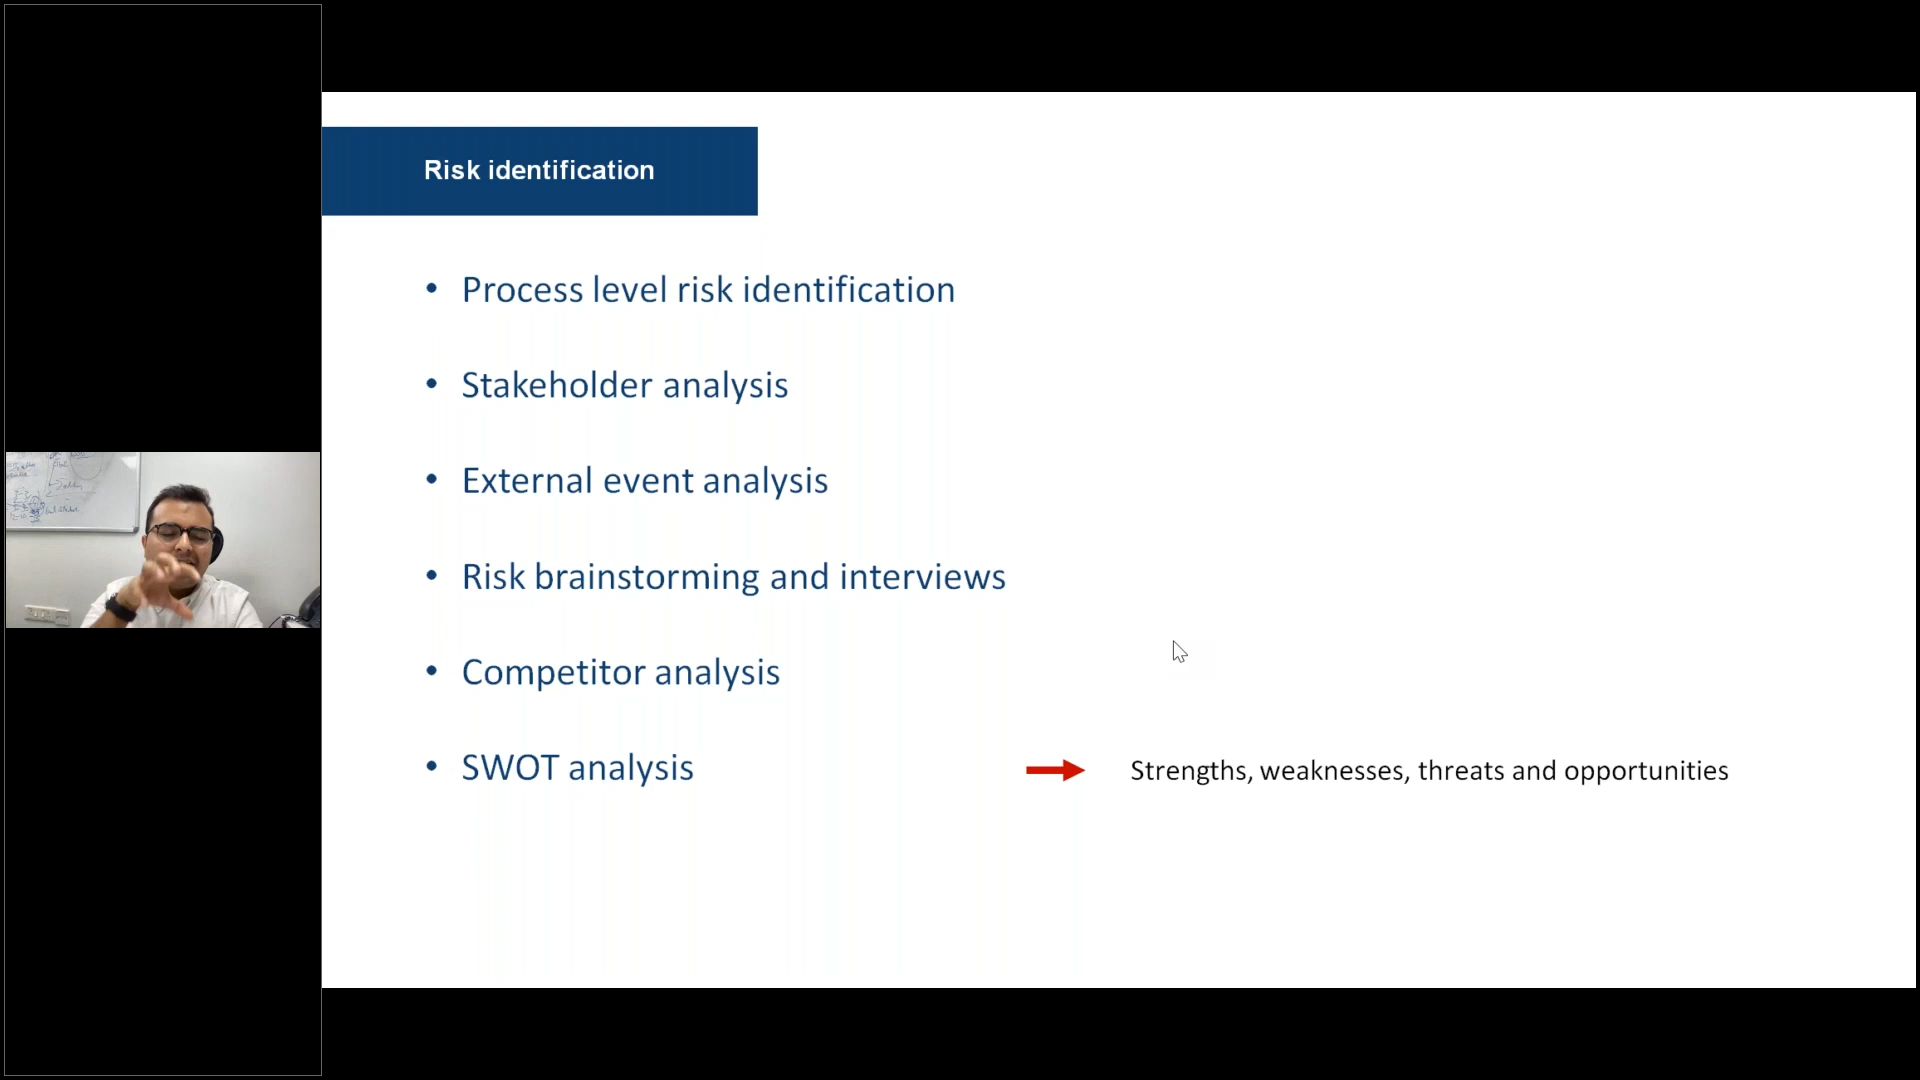 Risk identification
• Process level risk identification
• Stakeholder analysis
• External event analysis
• Risk brainstorming and interviews
• Competitor analysis
• SWOT analysis
Strengths, weaknesses, threats and opportunities